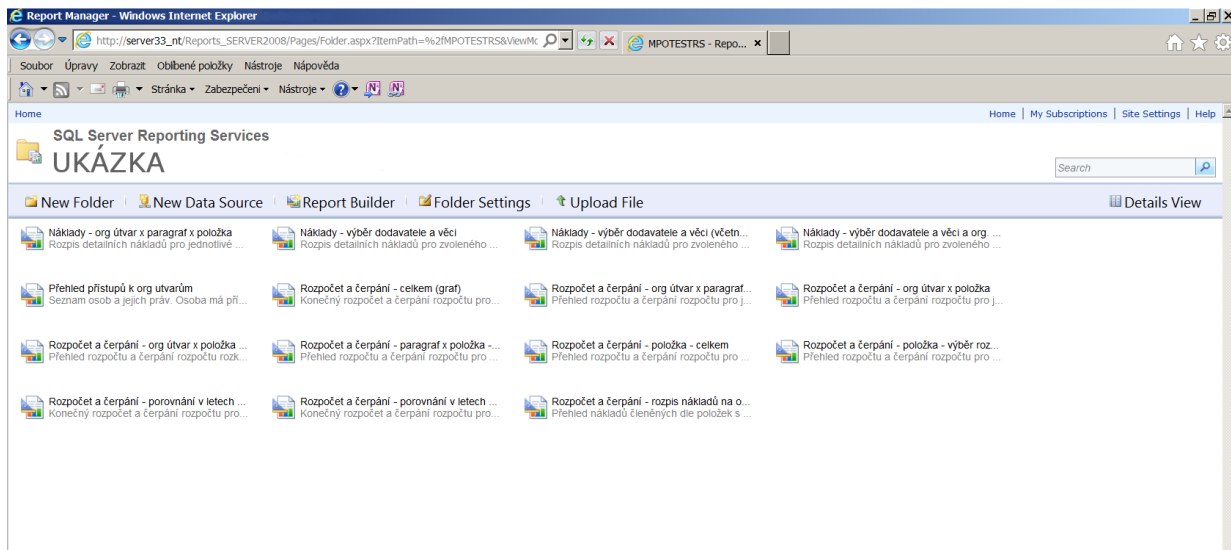 Report Manager - Windows Internet Explorer
http://server33_nt/Reports_SERVER2008/Pages/Folder.aspx?ItemPath=%2fMPOTESTRS&ViewMc
MPOTESTRS - Repo...
Soubor Úpravy Zobrazit Oblíbené položky Nástroje Nápověda
Stránka Zabezpečení Nástroje
Home
Home | My Subscriptions | Site Settings | Help
SQL Server Reporting Services
UKÁZKA
Search
New Folder New Data Source Report Builder Folder Settings Upload File Details View
Náklady - org útvar x paragraf x položka
Rozpis detailních nákladů pro jednotlivé ...
Náklady - výběr dodavatele a věci
Rozpis detailních nákladů pro zvoleného ...
Náklady - výběr dodavatele a věci (včetn...
Rozpis detailních nákladů pro zvoleného ...
Náklady - výběr dodavatele a věci a org. ...
Rozpis detailních nákladů pro zvoleného ...
Přehled přístupů k org utvarům
Seznam osob a jejich práv. Osoba má pří...
Rozpočet a čerpání - celkem (graf)
Konečný rozpočet a čerpání rozpočtu pro...
Rozpočet a čerpání - org útvar x paragraf...
Přehled rozpočtu a čerpání rozpočtu pro j...
Rozpočet a čerpání - org útvar x položka
Přehled rozpočtu a čerpání rozpočtu pro j...
Rozpočet a čerpání - org útvar x položka ...
Přehled rozpočtu a čerpání rozpočtu rozk...
Rozpočet a čerpání - paragraf x položka -...
Přehled rozpočtu a čerpání rozpočtu pro ...
Rozpočet a čerpání - položka - celkem
Přehled rozpočtu a čerpání rozpočtu pro ...
Rozpočet a čerpání - položka - výběr roz...
Přehled rozpočtu a čerpání rozpočtu pro ...
Rozpočet a čerpání - porovnání v letech ...
Konečný rozpočet a čerpání rozpočtu pro...
Rozpočet a čerpání - porovnání v letech ...
Konečný rozpočet a čerpání rozpočtu pro...
Rozpočet a čerpání - rozpis nákladů na o...
Přehled nákladů členěných dle položek s ...